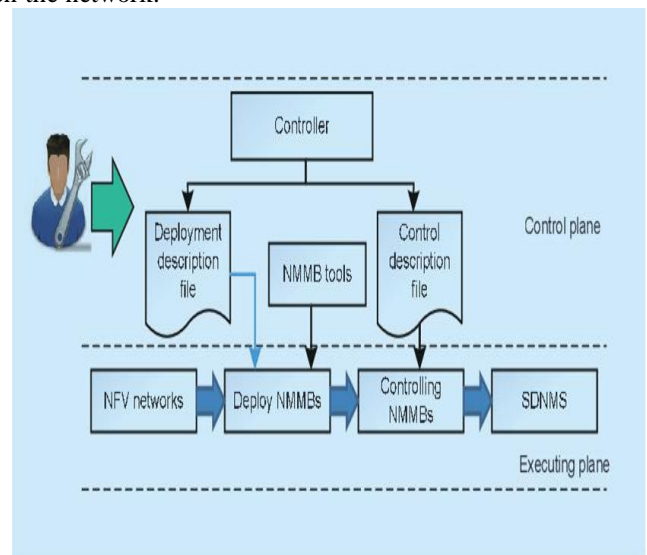 Controller
Deployment
description
file
NMMB tools
Control
description
file
Control plane
NFV networks
Deploy NMMBs
Controlling
NMMBs
SDNMS
Executing plane